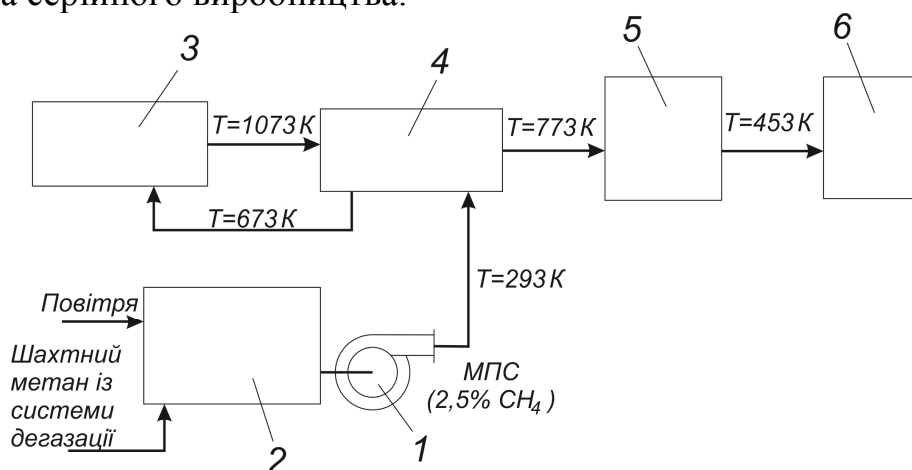 а серійного виробництва.
3
4
5
6
T=1073 К
T=773 К
T=453 К
T=673 К
T=293 К
Повітря
Шахтний
метан із
системи
дегазації
МПС
(2,5% CH₄ )
2
1